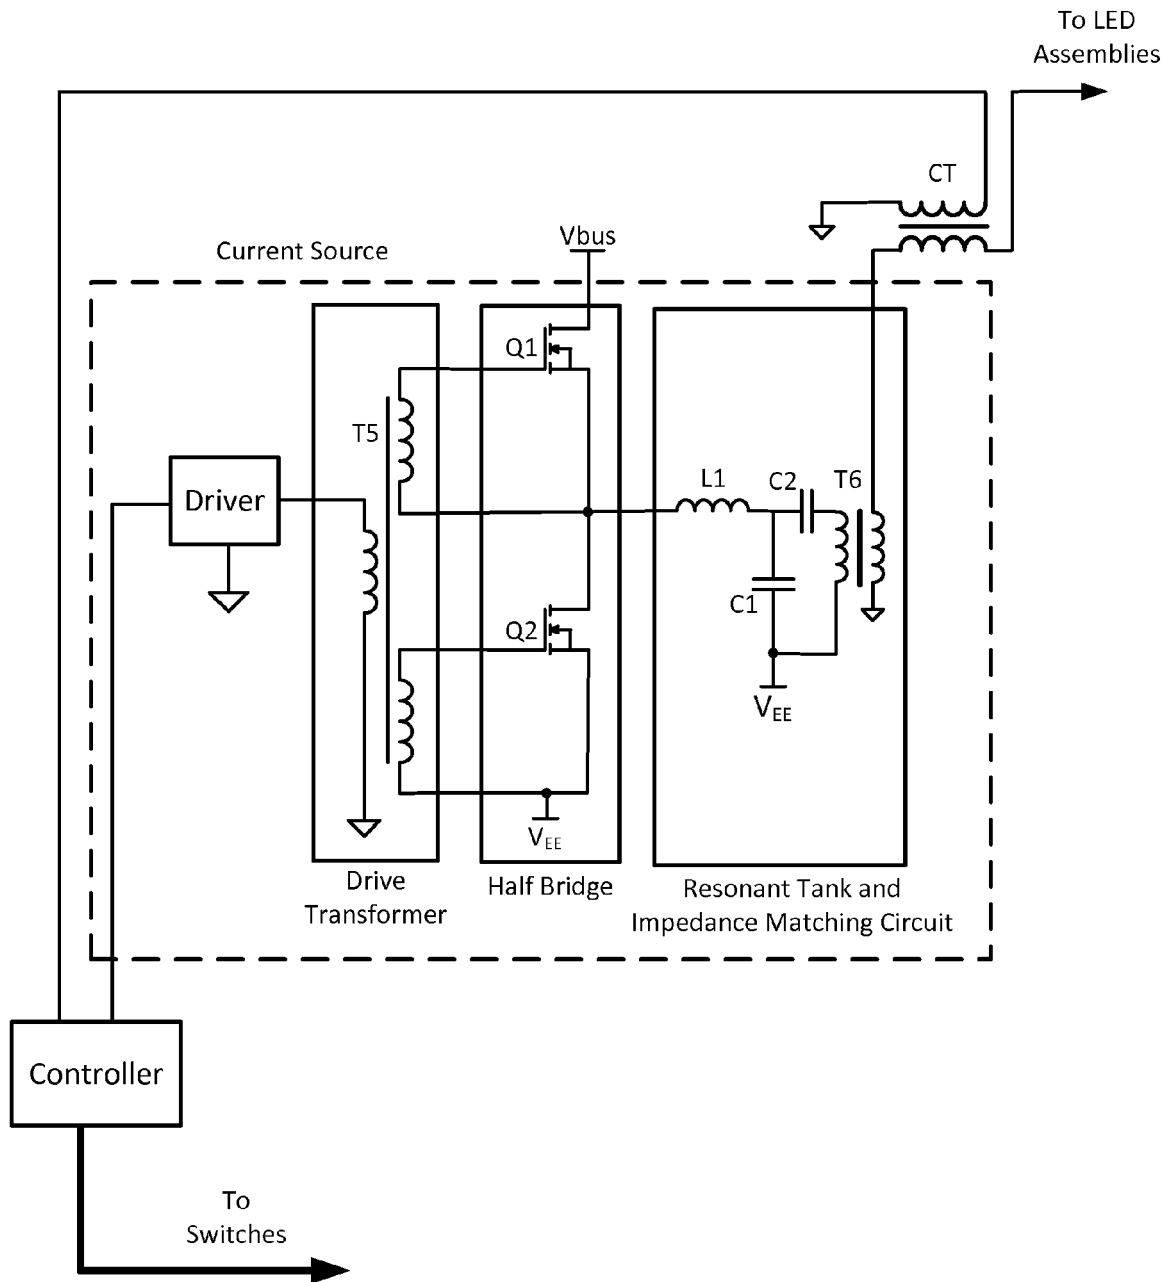 To LED
Assemblies
CT
Vbus
Current Source
Q1
T5
L1
C2
T6
Driver
C1
Q2
VEE
VEE
Drive
Transformer
Half Bridge
Resonant Tank and
Impedance Matching Circuit
Controller
To
Switches